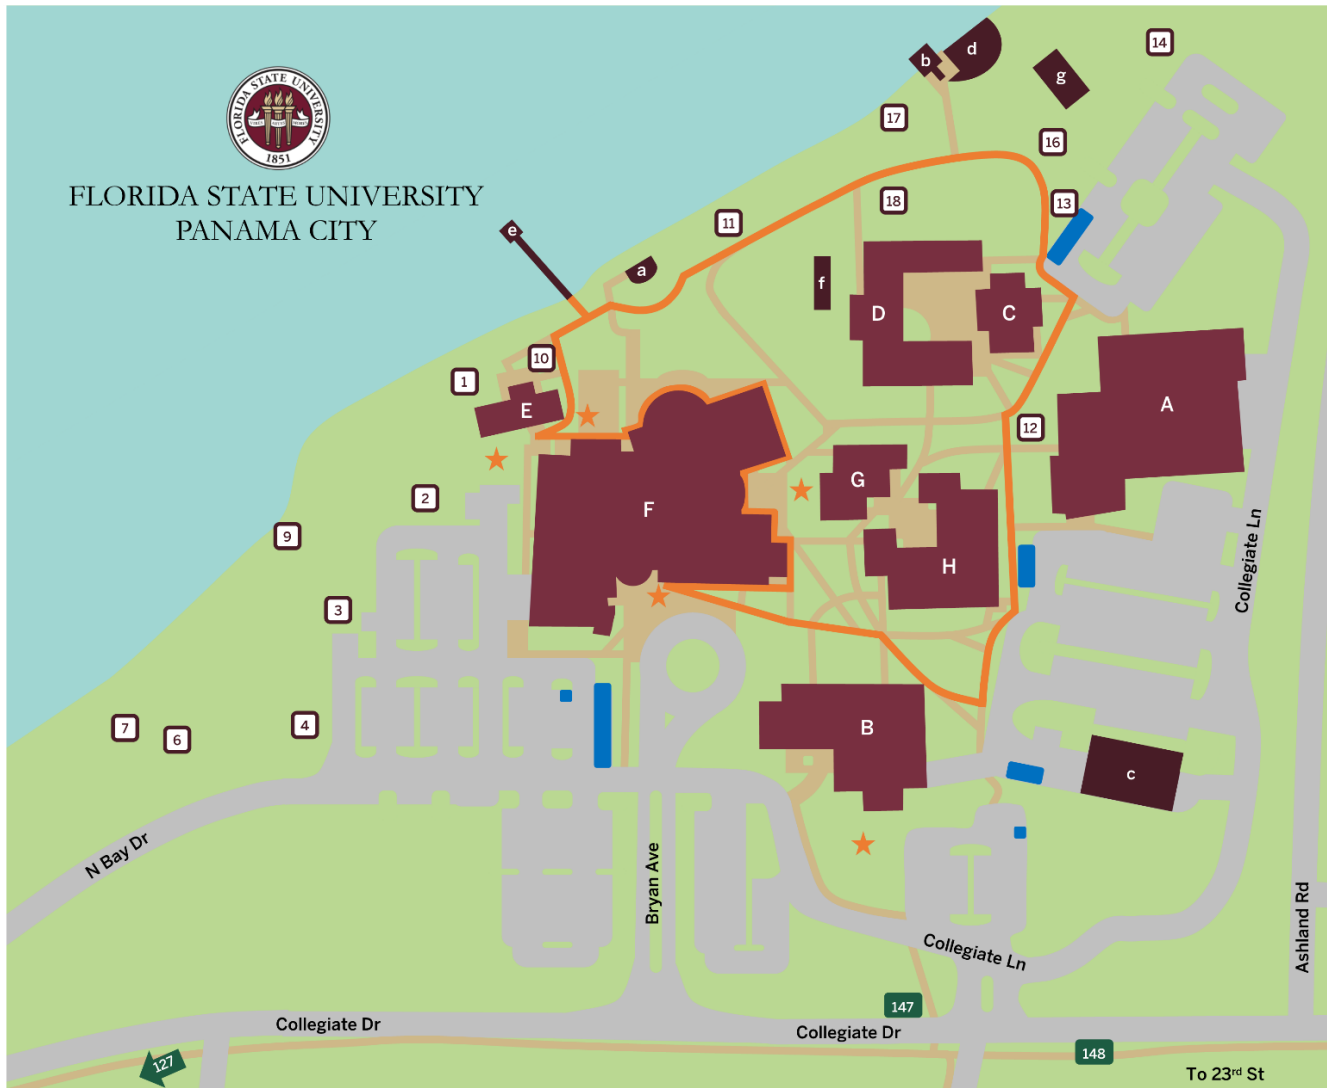 FLORIDA STATE UNIVERSITY
1851
FLORIDA STATE UNIVERSITY
PANAMA CITY
14
b
d
g
17
16
18
13
11
e
a
f
D
C
10
1
E
A
12
2
G
F
9
H
3
Collegiate Ln
7
6
4
B
c
N Bay Dr
Bryan Ave
Ashland Rd
Collegiate Ln
147
Collegiate Dr
Collegiate Dr
127
148
To 23rd St